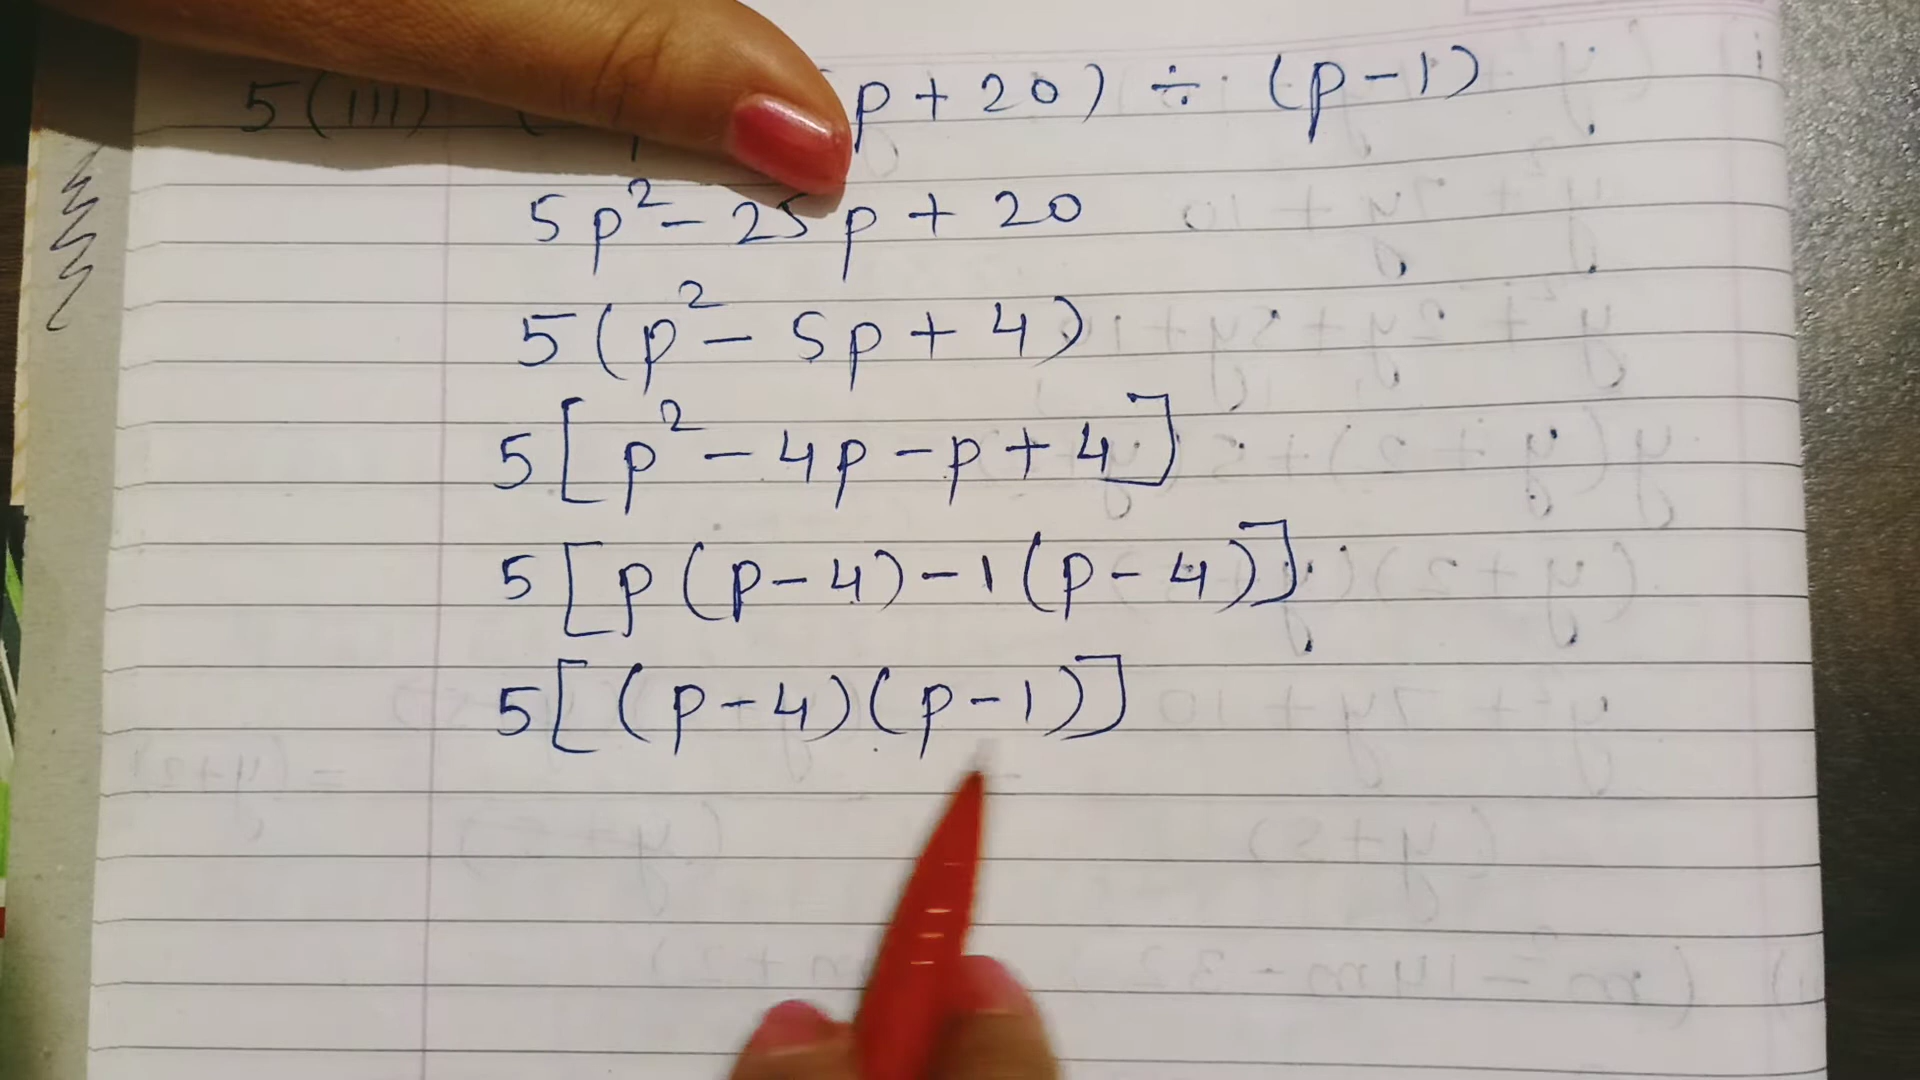 5(iii) (p + 20) ÷ (p - 1)
5p² - 25p + 20
5(p² - 5p + 4)
5[p² - 4p - p + 4]
5[p(p - 4) - 1(p - 4)]
5[(p - 4)(p - 1)]